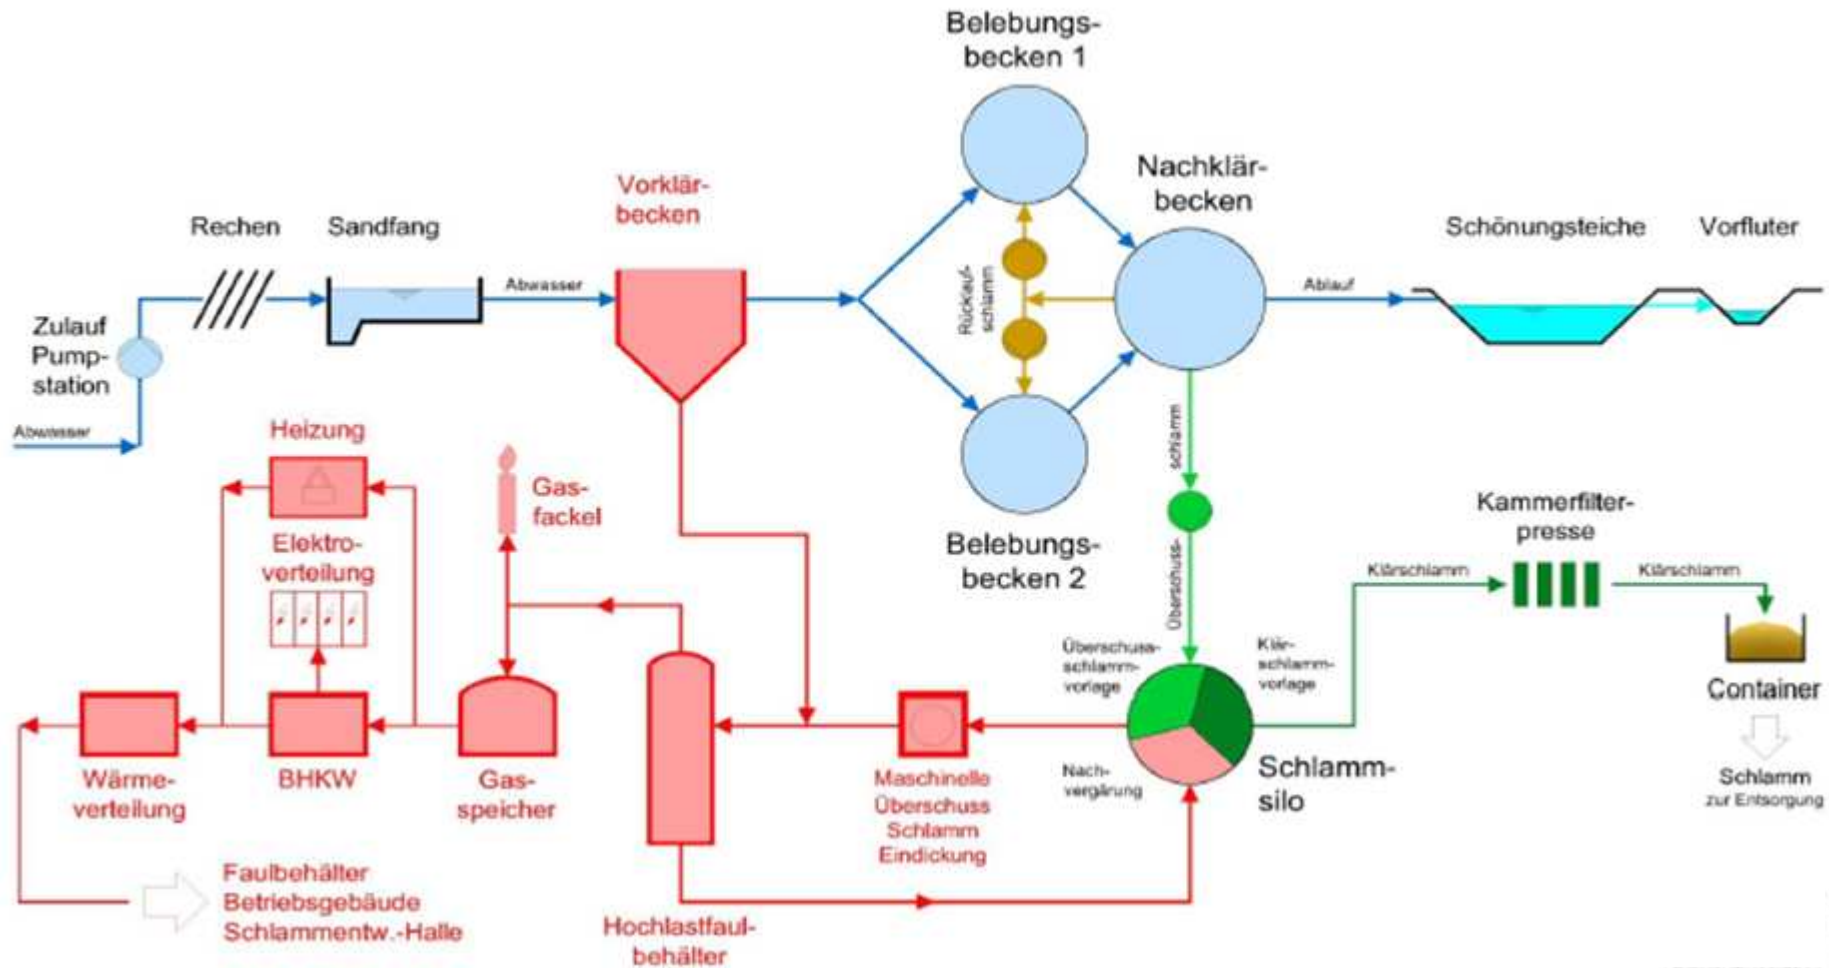 Belebungs-
becken 1
Nachklär-
becken
Vorklär-
becken
Rechen
Sandfang
Schönungsteiche
Vorfluter
Abwasser
Ablauf
Rücklauf-
schlamm
Zulauf
Pump-
station
Abwasser
Heizung
Gas-
fackel
Elektro-
verteilung
Belebungs-
becken 2
schlamm
Überschuss-
Kammerfilter-
presse
Klärschlamm
Klärschlamm
Überschuss-
schlamm-
vorlage
Klär-
schlamm-
vorlage
Container
Schlamm
zur Entsorgung
Nach-
vergärung
Schlamm-
silo
Wärme-
verteilung
BHKW
Gas-
speicher
Maschinelle
Überschuss
Schlamm
Eindickung
Faulbehälter
Betriebsgebäude
Schlammentw.-Halle
Hochlastfaul-
behälter